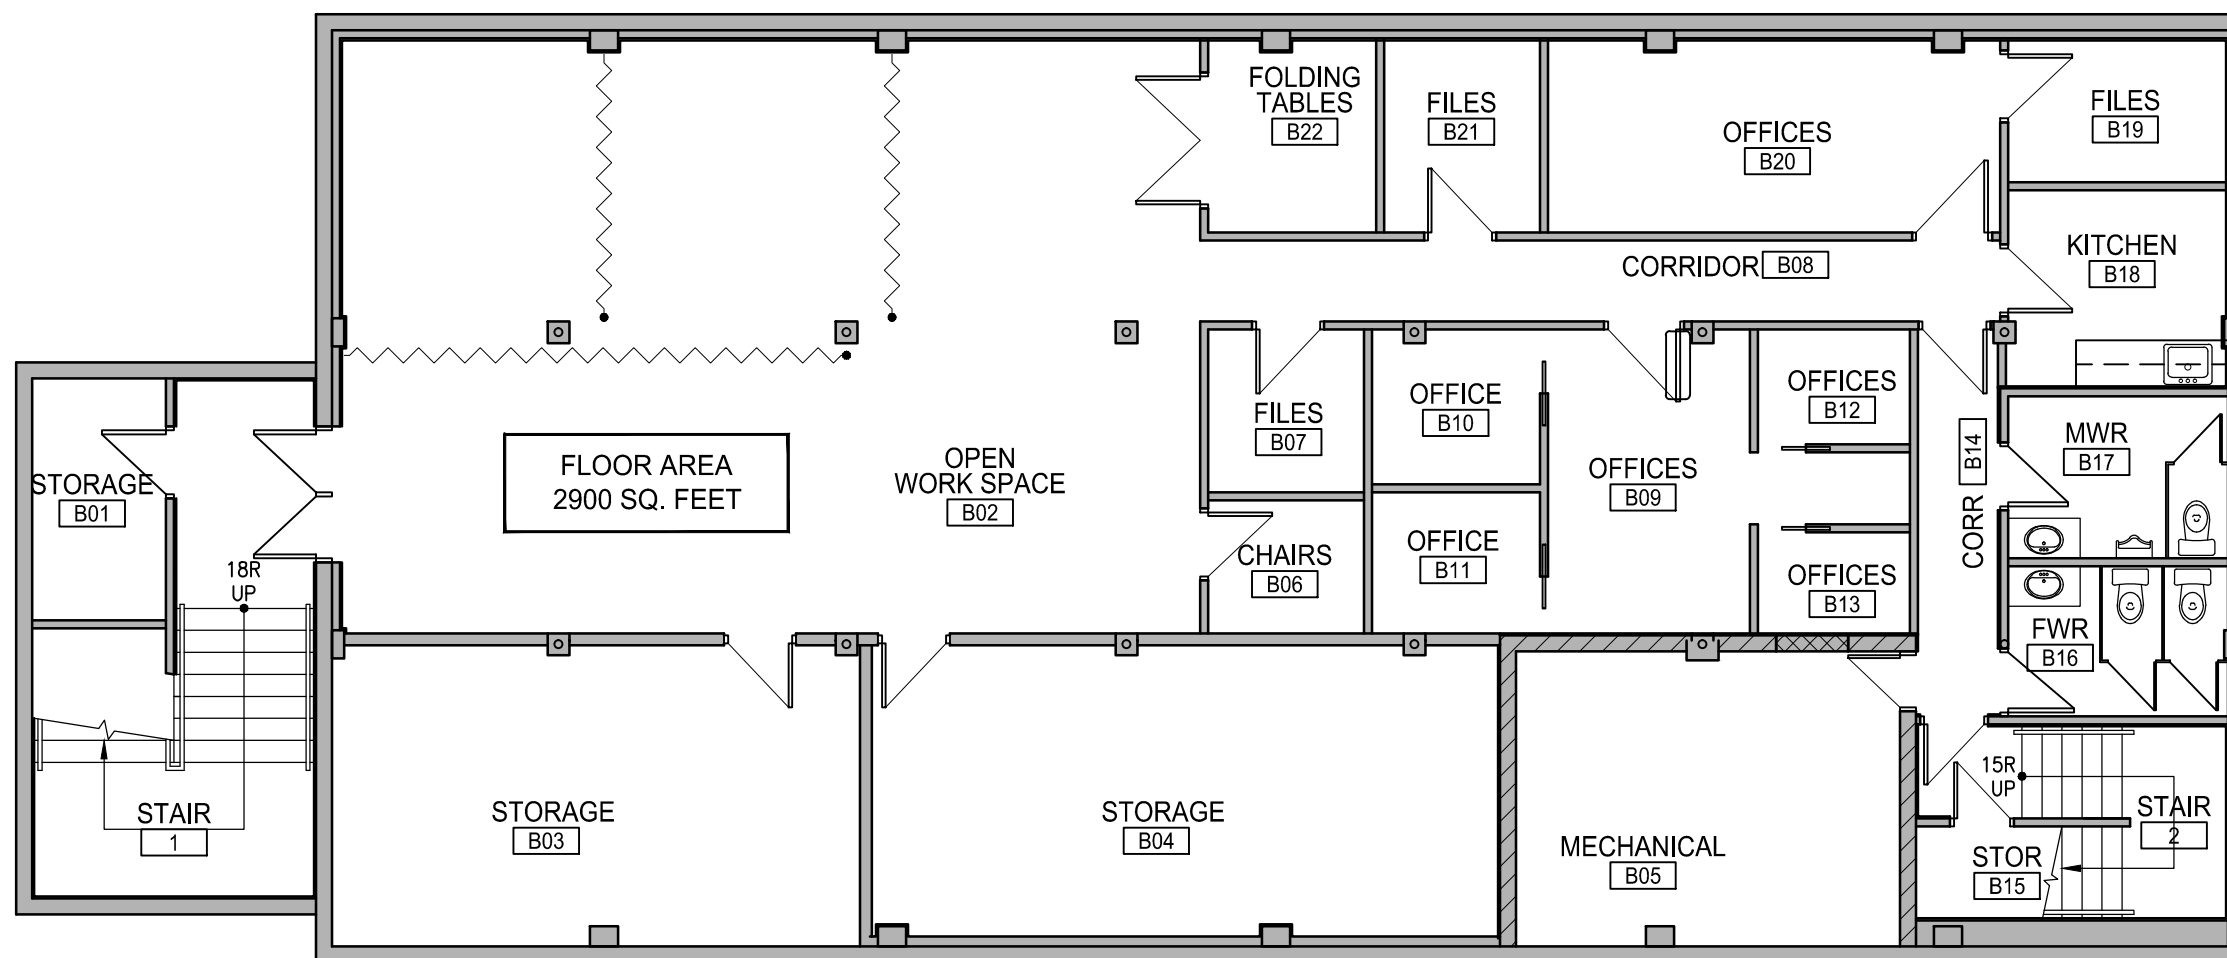 FOLDING
TABLES
B22
FILES
B21
OFFICES
B20
FILES
B19
KITCHEN
B18
CORRIDOR B08
STORAGE
B01
FLOOR AREA
2900 SQ. FEET
OPEN
WORK SPACE
B02
FILES
B07
OFFICE
B10
OFFICES
B09
OFFICES
B12
CORR B14
MWR
B17
CHAIRS
B06
OFFICE
B11
OFFICES
B13
FWR
B16
18R
UP
STAIR
1
STORAGE
B03
STORAGE
B04
MECHANICAL
B05
15R
UP
STAIR
2
STOR
B15